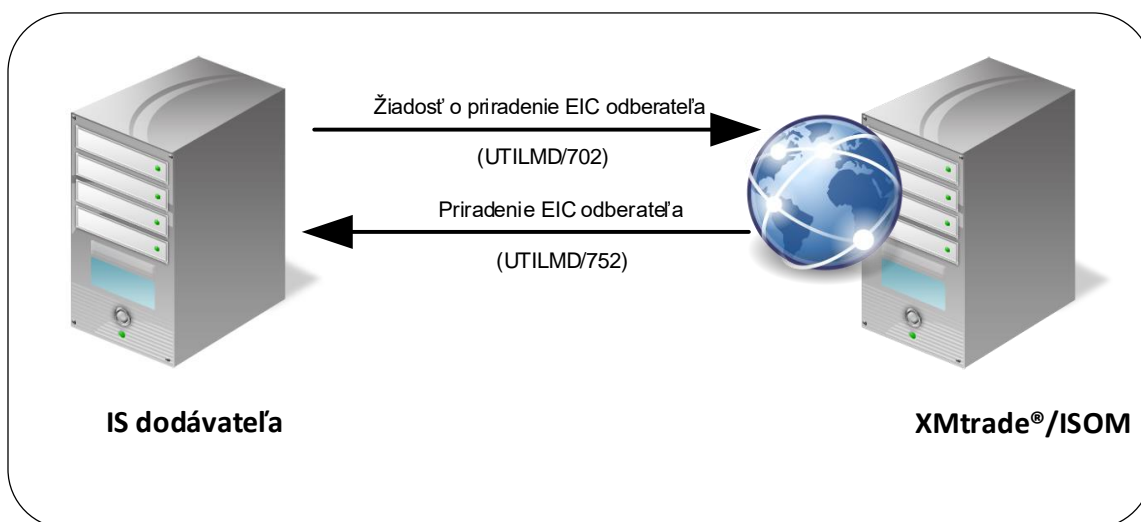 Žiadosť o priradenie EIC odberateľa
(UTILMD/702)
Priradenie EIC odberateľa
(UTILMD/752)
IS dodávateľa
XMtrade®/ISOM